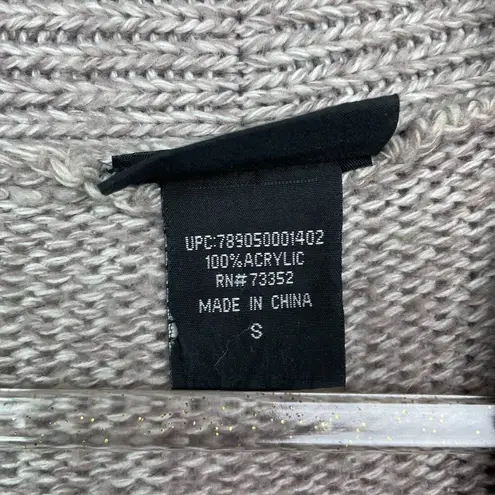 UPC:789050001402
100%ACRYLIC
RN#73352
MADE IN CHINA
S